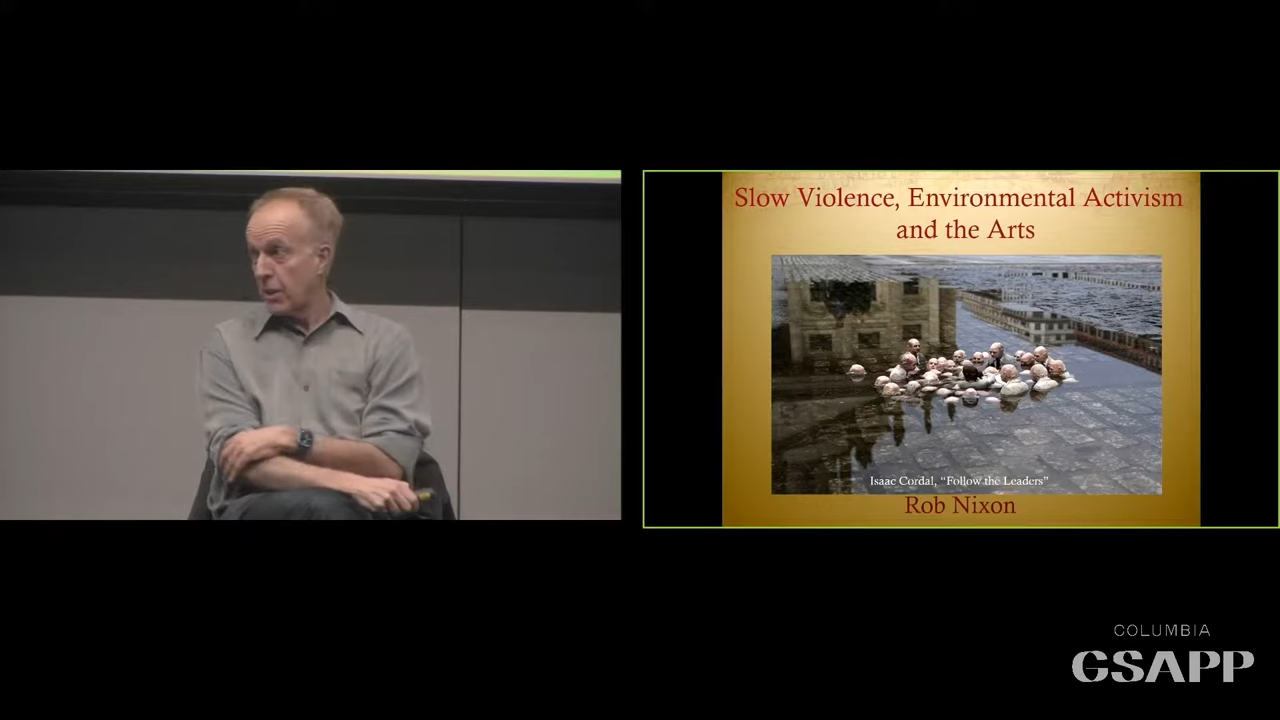 Slow Violence, Environmental Activism
and the Arts
Isaac Cordal, “Follow the Leaders”
Rob Nixon
COLUMBIA
GSAPP